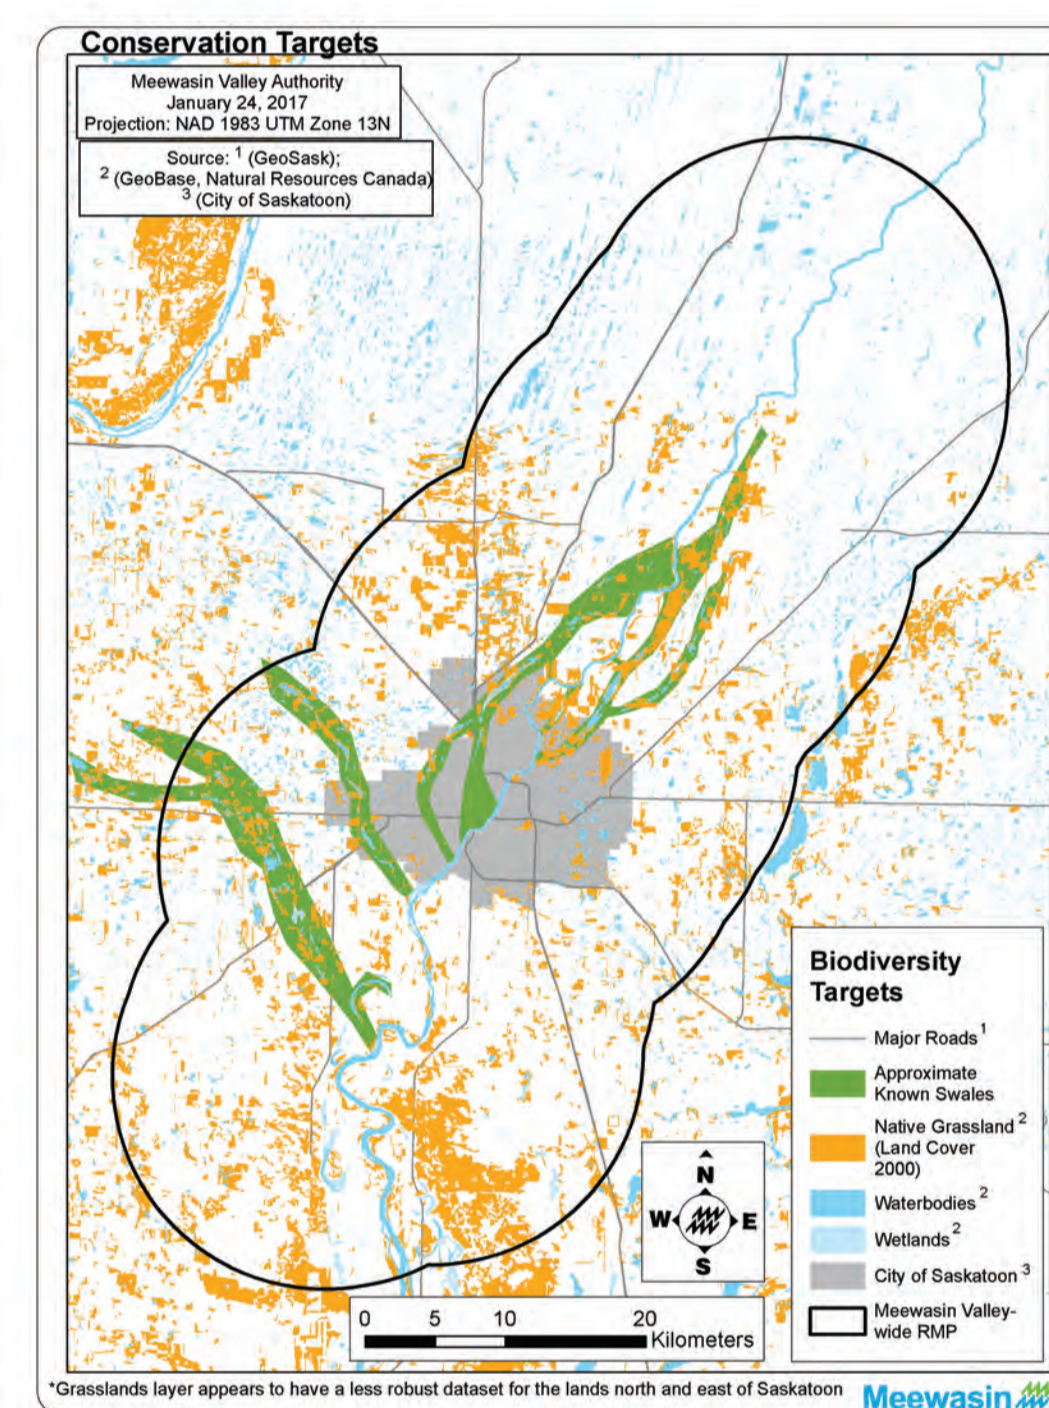 Conservation Targets
Meewasin Valley Authority
January 24, 2017
Projection: NAD 1983 UTM Zone 13N
Source: 1 (GeoSask);
2 (GeoBase, Natural Resources Canada)
3 (City of Saskatoon)
Biodiversity
Targets
Major Roads 1
Approximate
Known Swales
Native Grassland 2
(Land Cover
2000)
Waterbodies 2
Wetlands 2
City of Saskatoon 3
Meewasin Valley-
wide RMP
N
W E
S
0 5 10 20
Kilometers
*Grasslands layer appears to have a less robust dataset for the lands north and east of Saskatoon
Meewasin